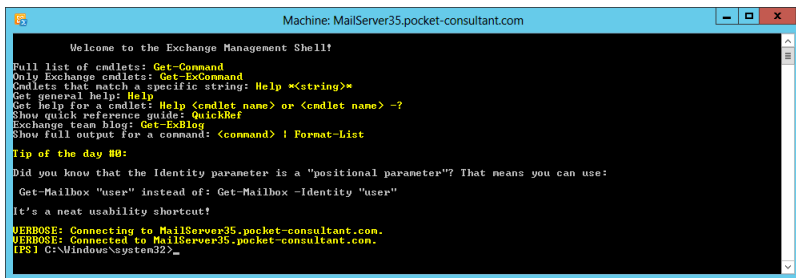 Machine: MailServer35.pocket-consultant.com
Welcome to the Exchange Management Shell!
Full list of cmdlets: Get-Command
Only Exchange cmdlets: Get-ExCommand
Cmdlets that match a specific string: Help *<string>*
Get general help: Help
Get help for a cmdlet: Help <cmdlet name> or <cmdlet name> -?
Show quick reference guide: QuickRef
Exchange team blog: Get-ExBlog
Show full output for a command: <command> | Format-List
Tip of the day #0:
Did you know that the Identity parameter is a "positional parameter"? That means you can use:
Get-Mailbox "user" instead of: Get-Mailbox -Identity "user"
It's a neat usability shortcut!
VERBOSE: Connecting to MailServer35.pocket-consultant.com.
VERBOSE: Connected to MailServer35.pocket-consultant.com.
[PS] C:\Windows\system32>_